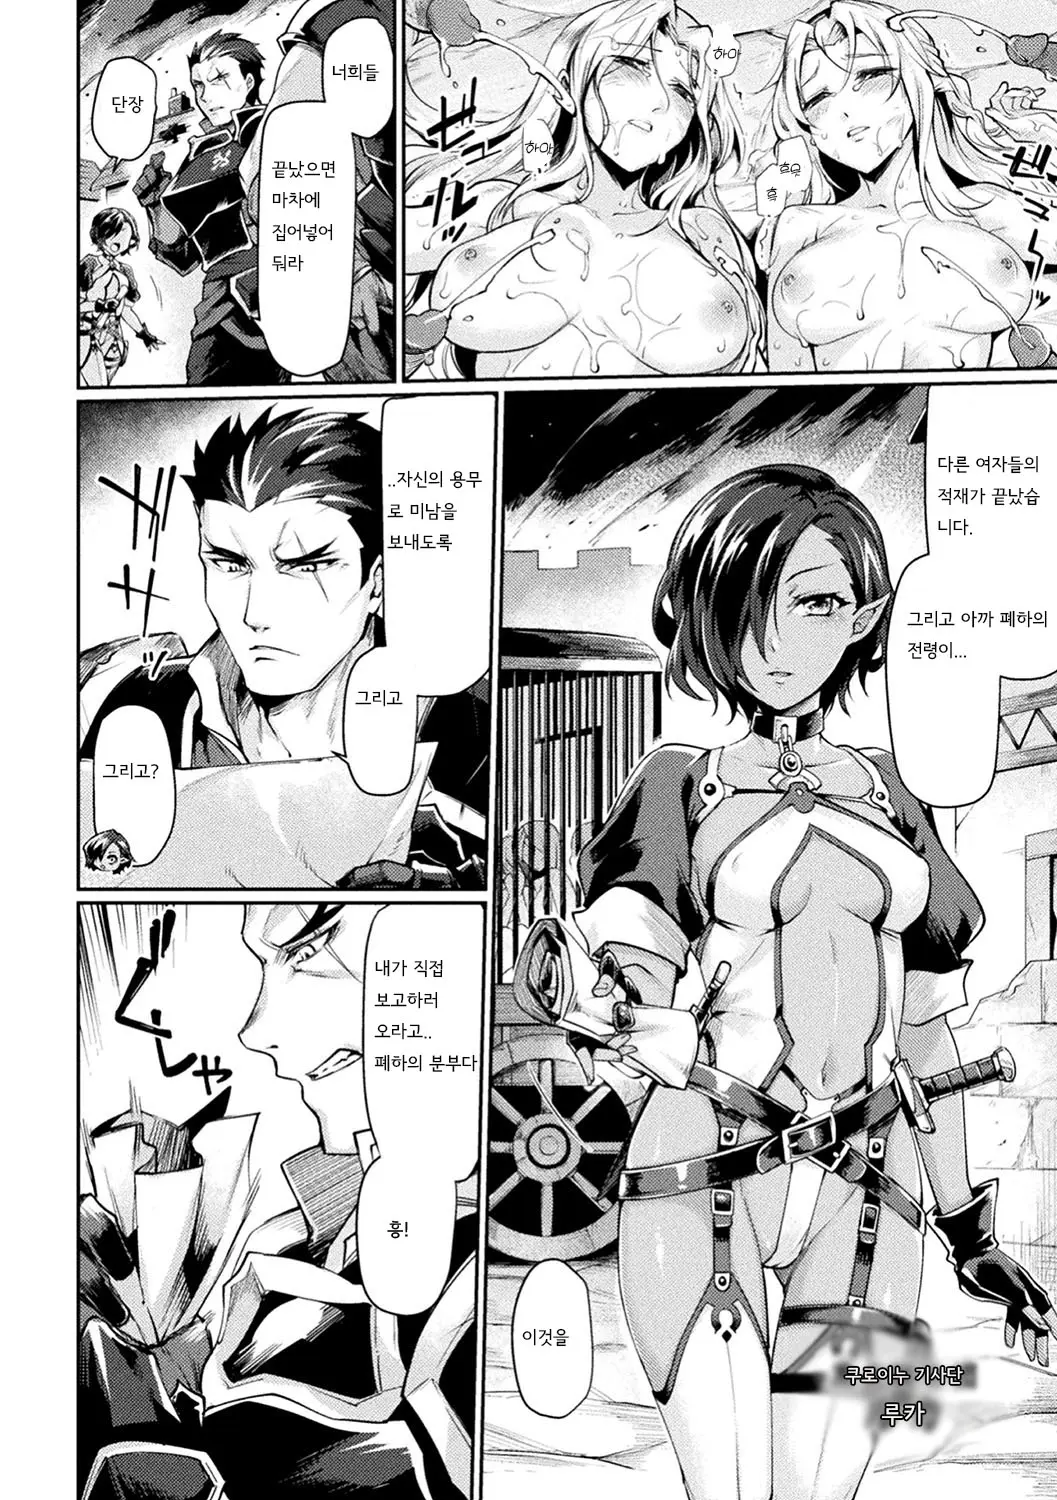 하아
하아
흐윽
흑
너희들
끝났으면
마차에
집어넣어
둬라
단장
다른 여자들의
적재가 끝났습
니다.
그리고 아까 폐하의
전령이...
이것을
쿠로이누 기사단
루카
..자신의 용무
로 미남을
보내도록
그리고
그리고?
내가 직접
보고하러
오라고..
폐하의 분부다
흥!